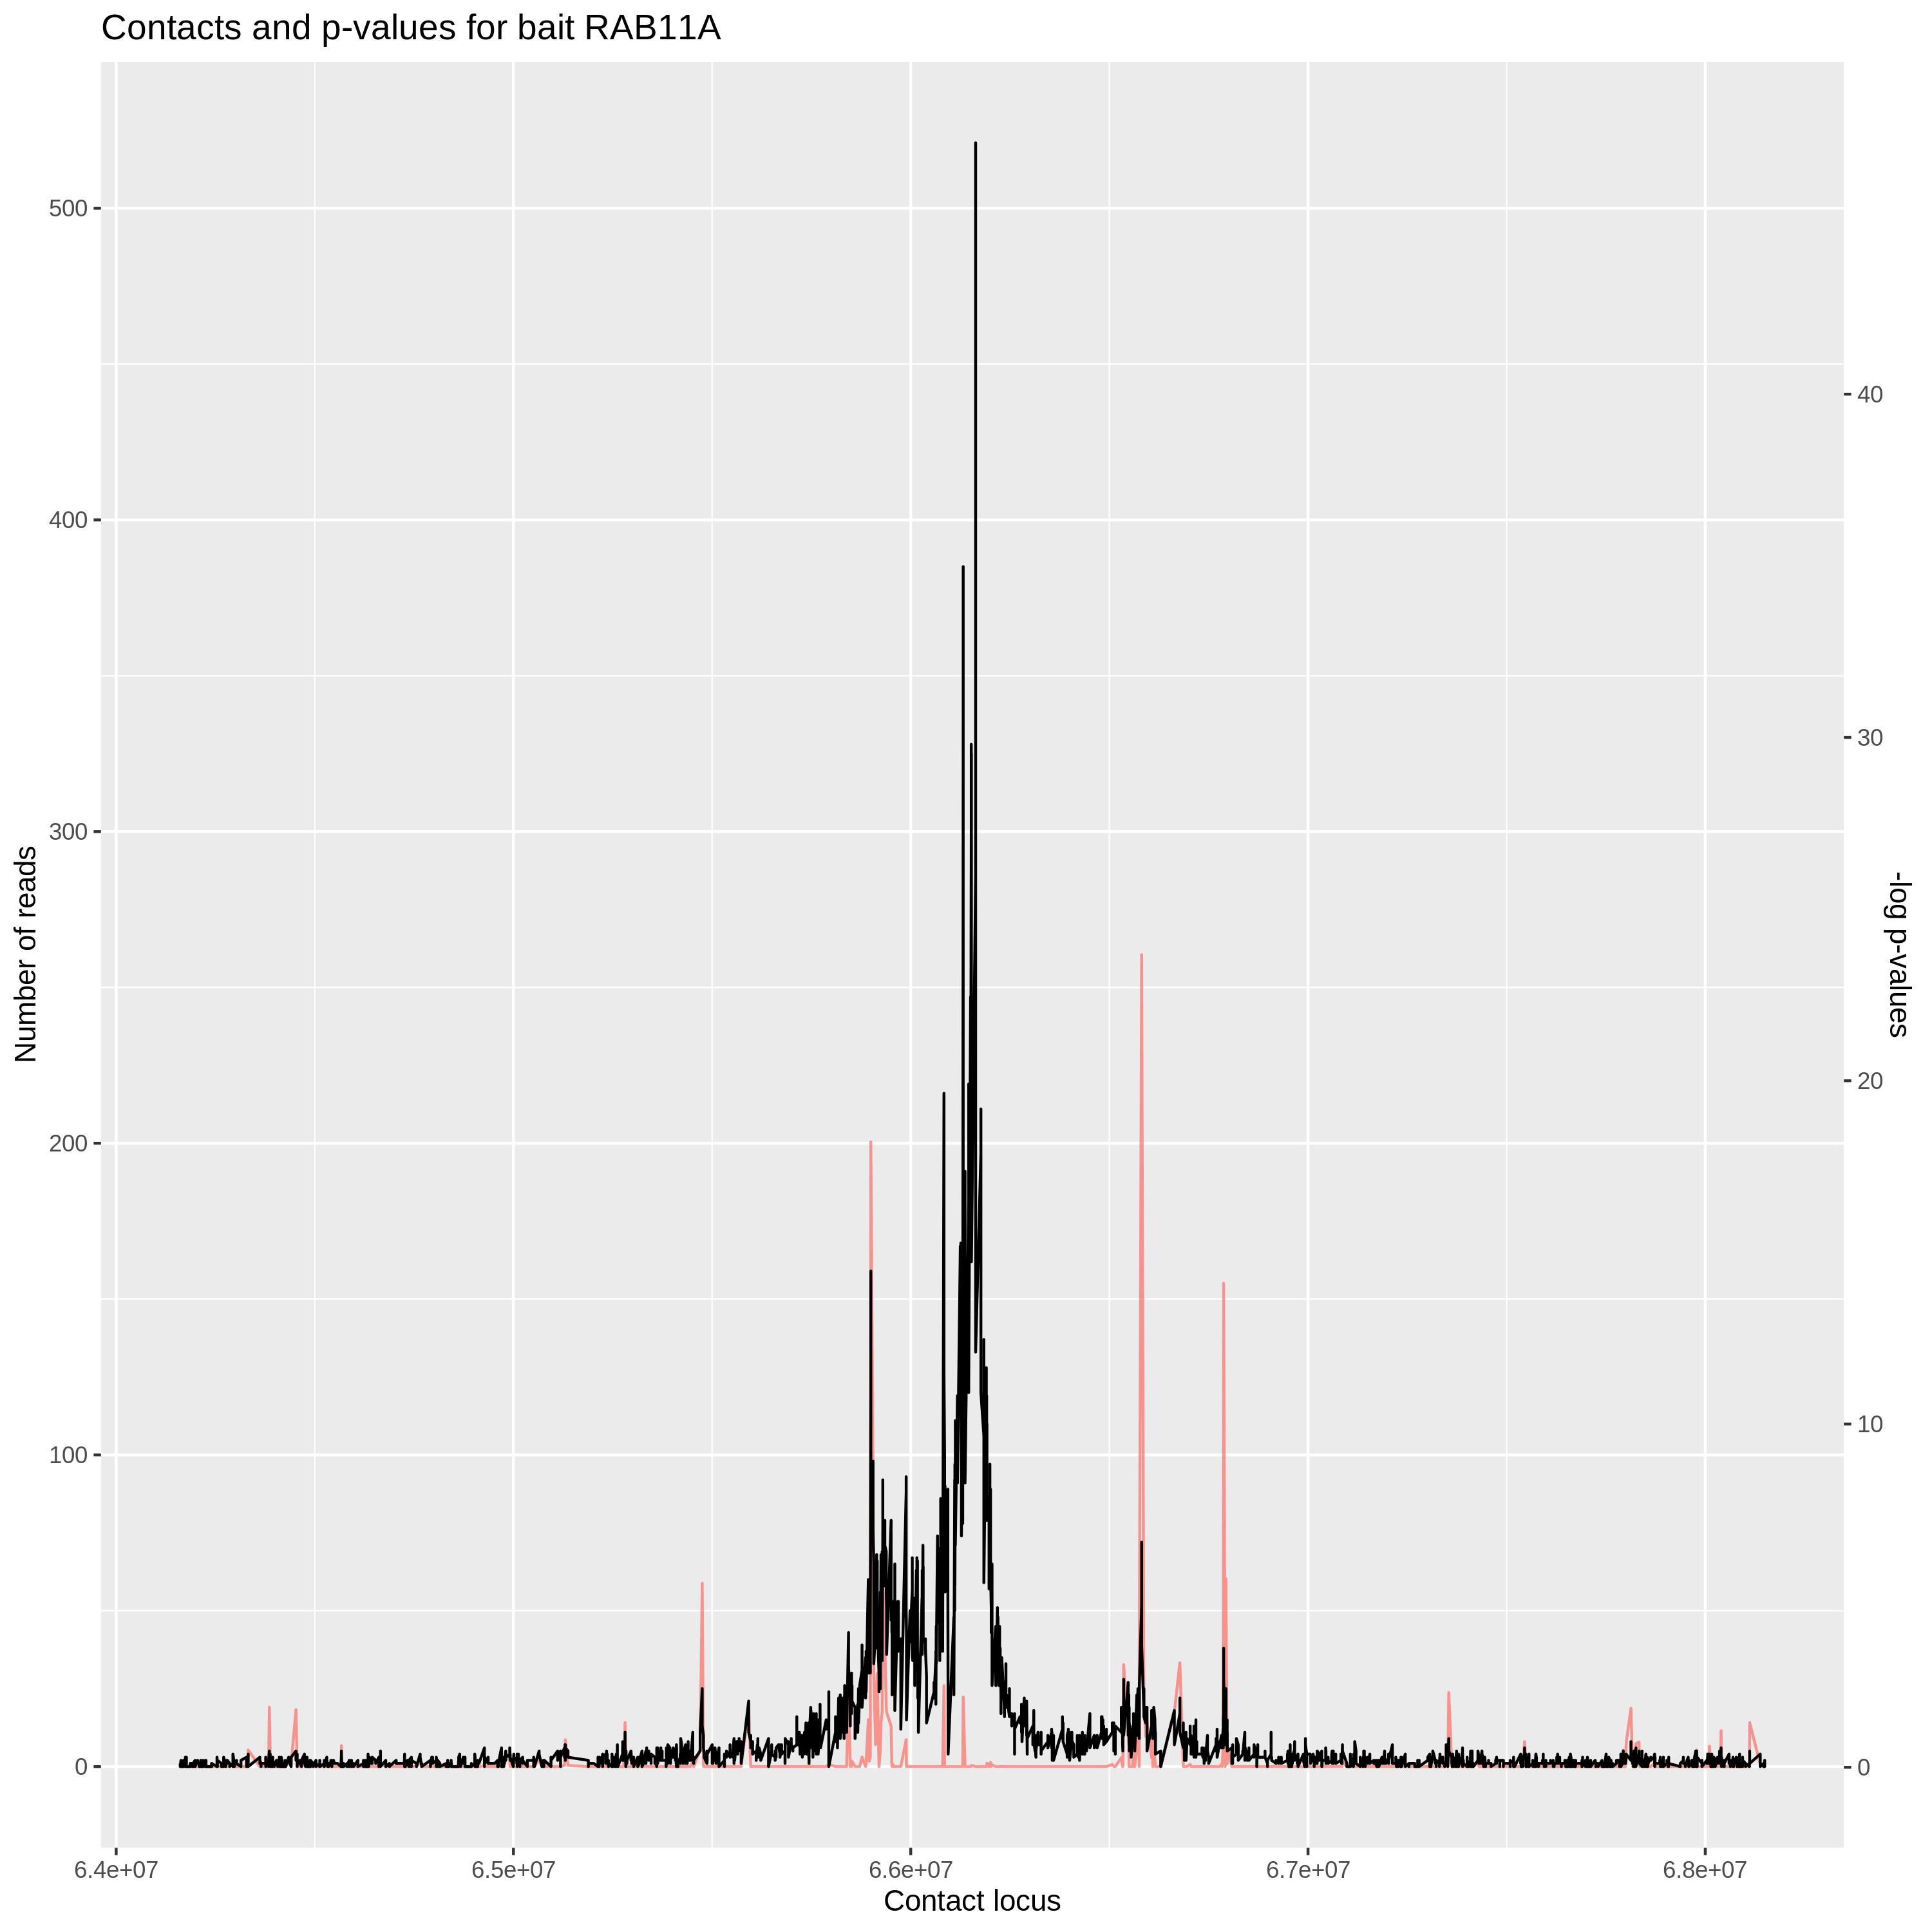 Contacts and p-values for bait RAB11A
Number of reads
500
400
300
200
100
0
40
30
20
10
0
-log p-values
6.4e+07
6.5e+07
6.6e+07
6.7e+07
6.8e+07
Contact locus